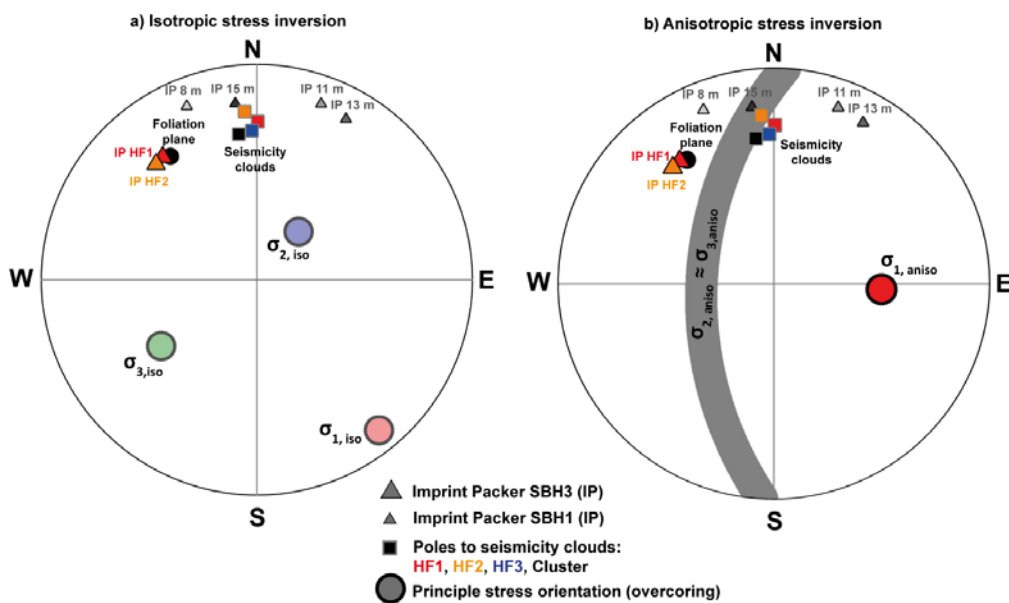 a) Isotropic stress inversion
N
IP 8 m
IP 15 m
IP 11 m
IP 13 m
Foliation
plane
IP HF1
IP HF2
Seismicity
clouds
σ2, iso
W
E
σ3,iso
σ1, iso
S
b) Anisotropic stress inversion
N
IP 8 m
IP 15 m
IP 11 m
IP 13 m
Foliation
plane
IP HF1
IP HF2
Seismicity
clouds
σ2, aniso ≈ σ3,aniso
σ1, aniso
W
E
S
Imprint Packer SBH3 (IP)
Imprint Packer SBH1 (IP)
Poles to seismicity clouds:
HF1, HF2, HF3, Cluster
Principle stress orientation (overcoring)